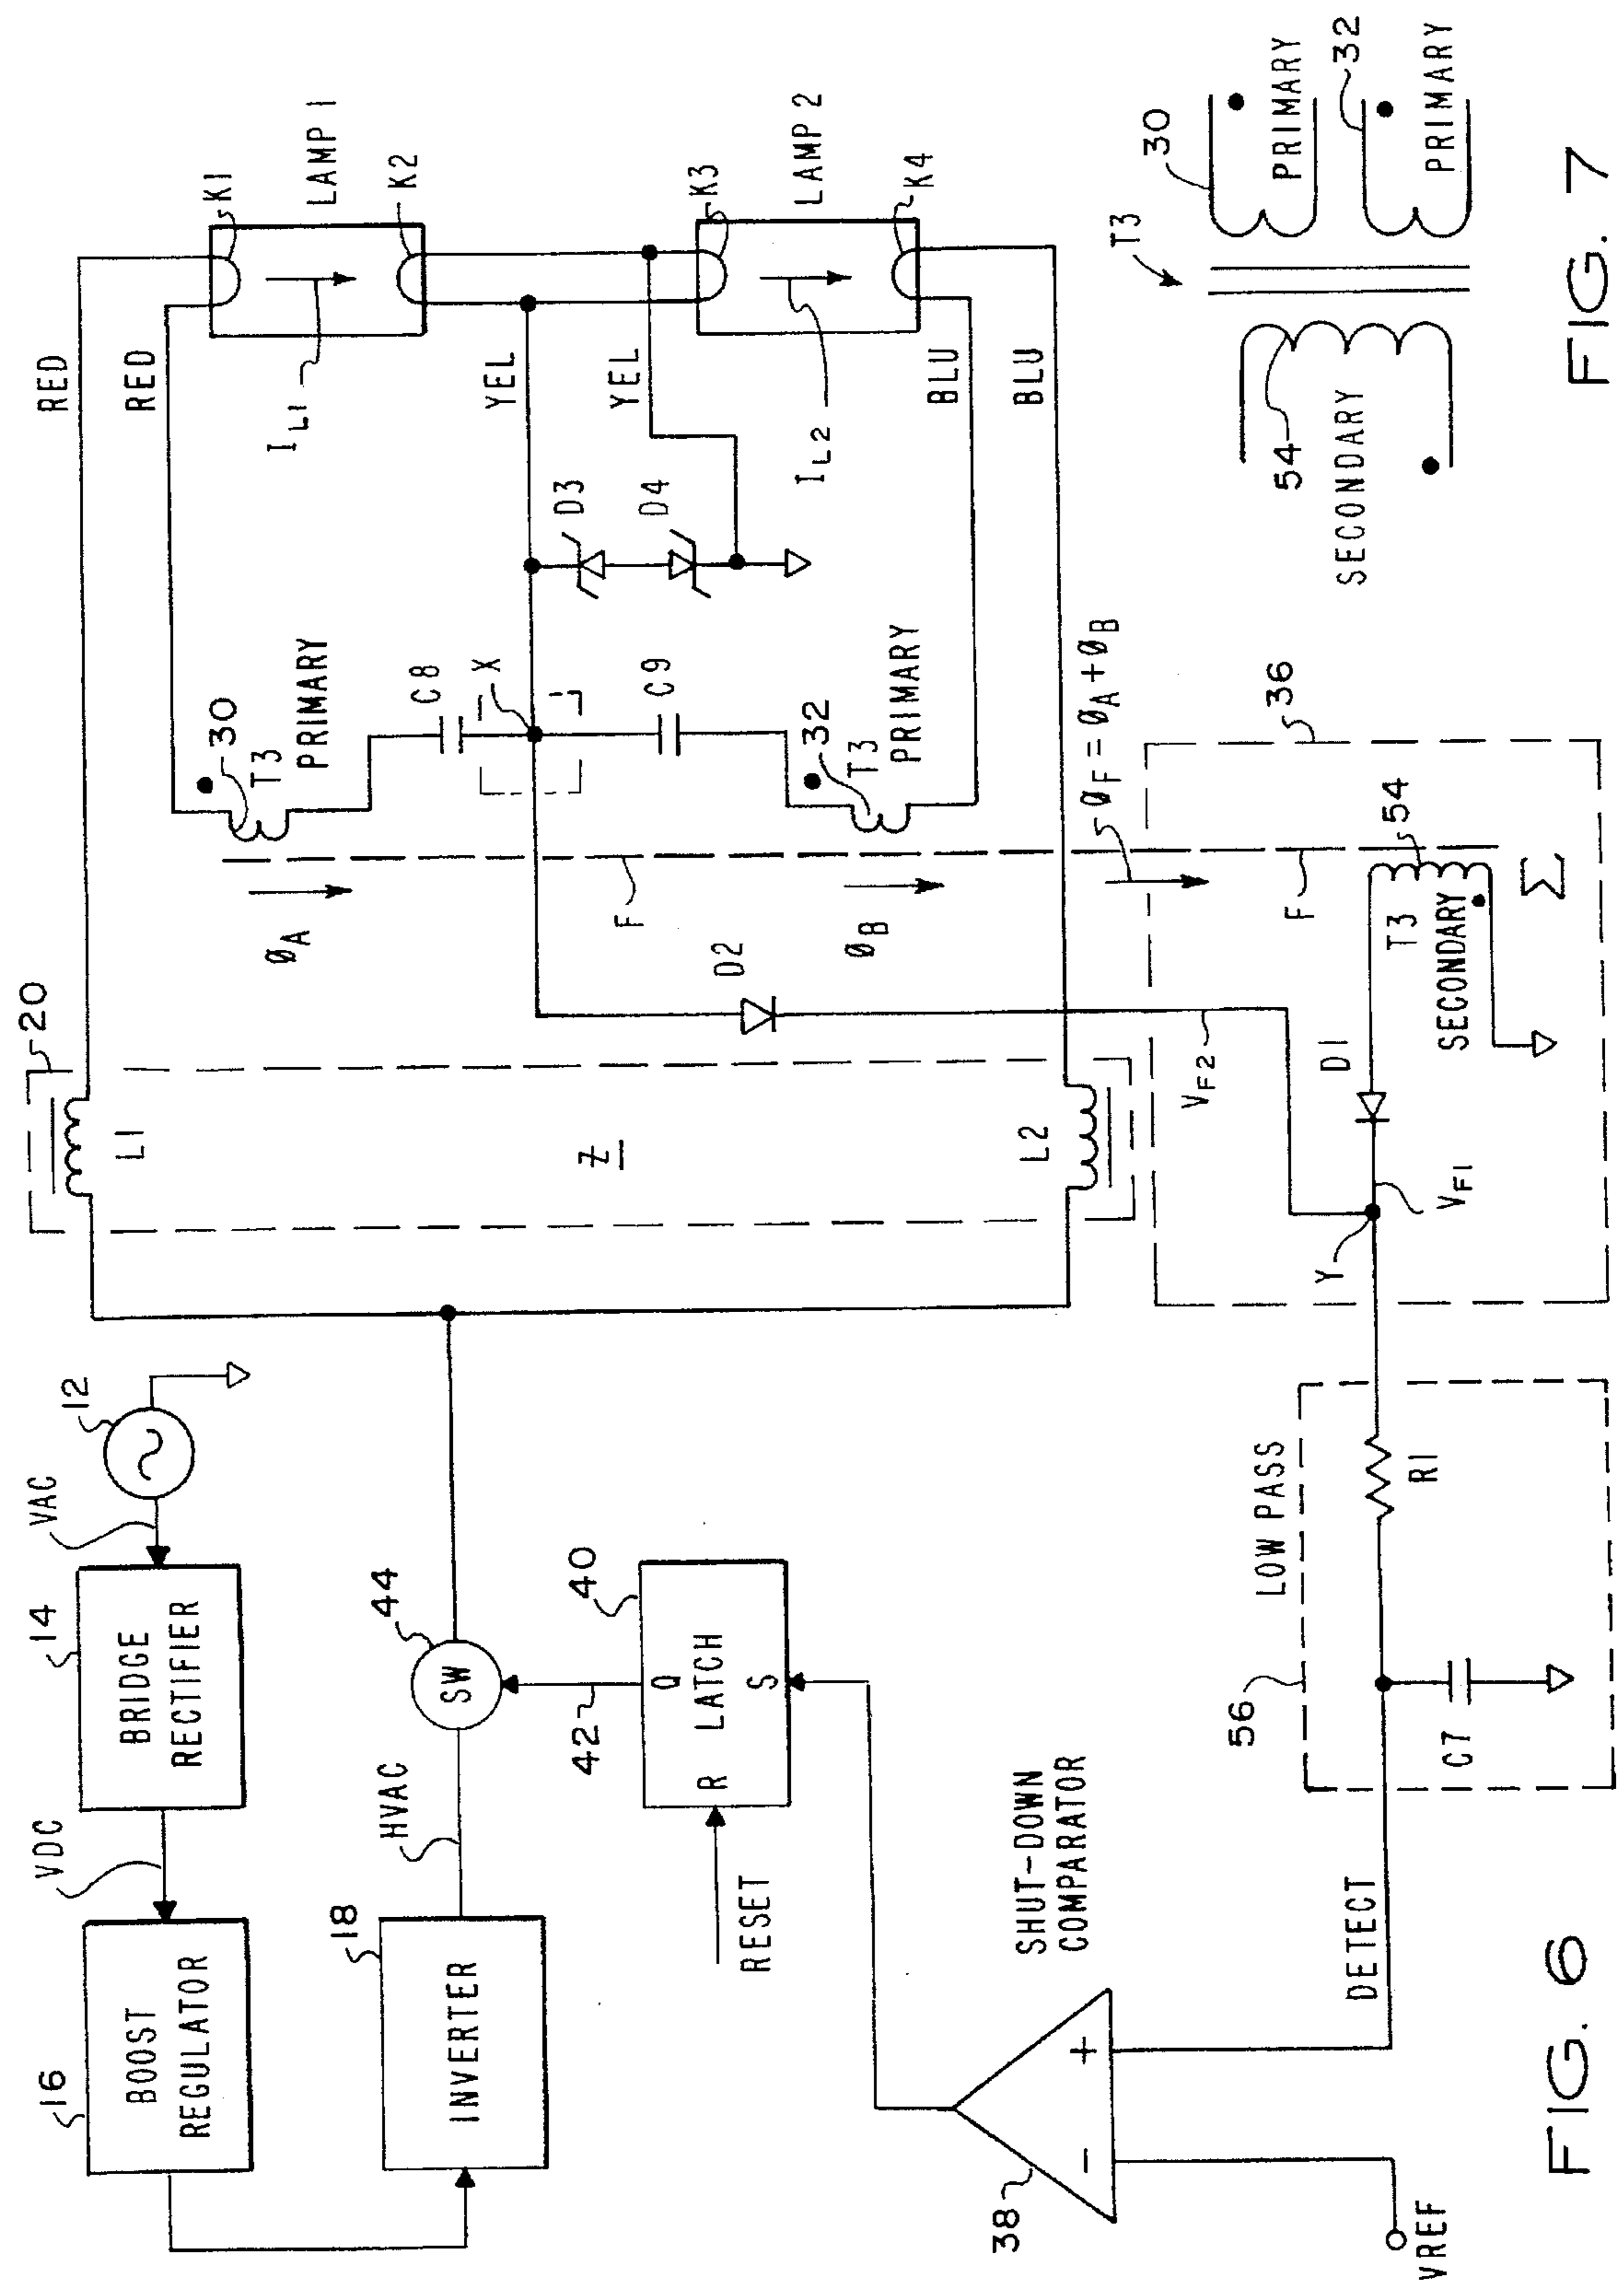 12
VAC
14
BRIDGE
RECTIFIER
VDC
16
BOOST
REGULATOR
18
INVERTER
HVAC
44
SW
42
40
Q
LATCH
R
S
RESET
SHUT-DOWN
COMPARATOR
38
+
−
VREF
DETECT
LOW PASS
56
R1
C7
20
L1
Z
L2
RED
RED
K1
LAMP 1
K2
IL1
YEL
YEL
K3
LAMP 2
K4
IL2
BLU
BLU
D3
D4
30
T3
PRIMARY
C8
X
C9
32
T3
PRIMARY
ØA
F
ØB
D2
ØF = ØA + ØB
VF2
36
F
54
T3
SECONDARY
Σ
D1
VF1
Y
FIG. 6
T3
30
PRIMARY
32
PRIMARY
54
SECONDARY
FIG. 7